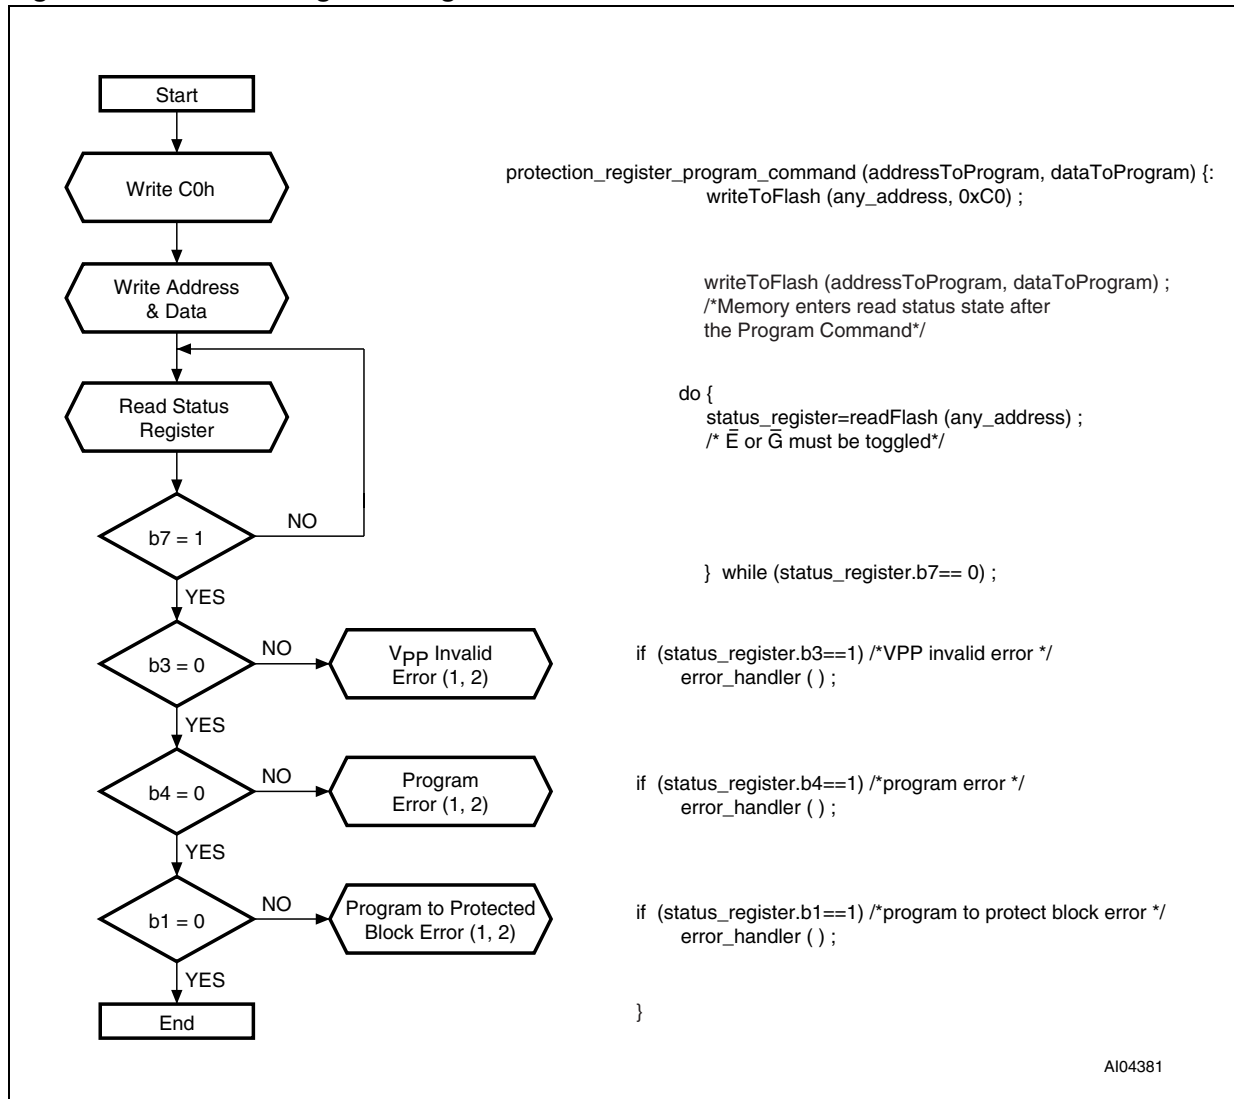 Start
Write C0h
protection_register_program_command (addressToProgram, dataToProgram) {:
writeToFlash (any_address, 0xC0) ;
Write Address
& Data
writeToFlash (addressToProgram, dataToProgram) ;
/*Memory enters read status state after
the Program Command*/
Read Status
Register
do {
status_register=readFlash (any_address) ;
/* E̅ or G̅ must be toggled*/
b7 = 1
NO
} while (status_register.b7== 0) ;
YES
b3 = 0
NO
VPP Invalid
Error (1, 2)
if (status_register.b3==1) /*VPP invalid error */
error_handler ( ) ;
YES
b4 = 0
NO
Program
Error (1, 2)
if (status_register.b4==1) /*program error */
error_handler ( ) ;
YES
b1 = 0
NO
Program to Protected
Block Error (1, 2)
if (status_register.b1==1) /*program to protect block error */
error_handler ( ) ;
YES
End
}
AI04381